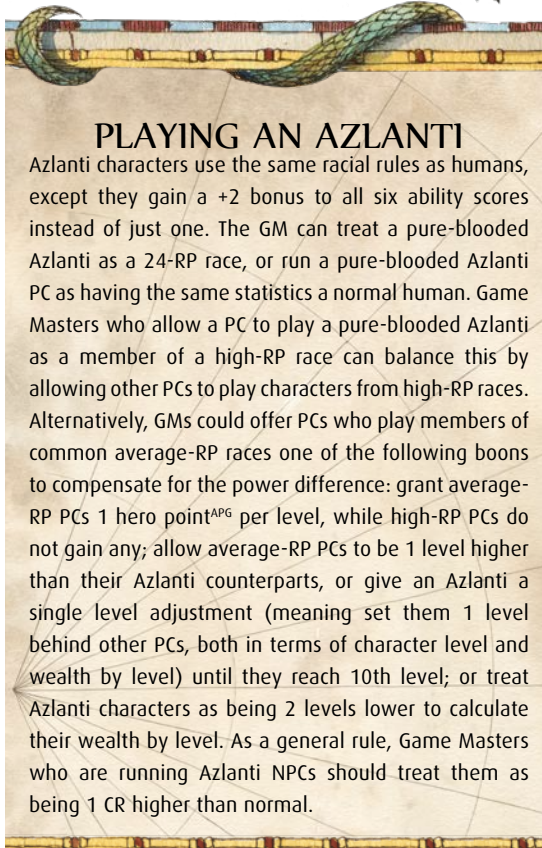 PLAYING AN AZLANTI
Azlanti characters use the same racial rules as humans,
except they gain a +2 bonus to all six ability scores
instead of just one. The GM can treat a pure-blooded
Azlanti as a 24-RP race, or run a pure-blooded Azlanti
PC as having the same statistics a normal human. Game
Masters who allow a PC to play a pure-blooded Azlanti
as a member of a high-RP race can balance this by
allowing other PCs to play characters from high-RP races.
Alternatively, GMs could offer PCs who play members of
common average-RP races one of the following boons
to compensate for the power difference: grant average-
RP PCs 1 hero pointAPG per level, while high-RP PCs do
not gain any; allow average-RP PCs to be 1 level higher
than their Azlanti counterparts, or give an Azlanti a
single level adjustment (meaning set them 1 level
behind other PCs, both in terms of character level and
wealth by level) until they reach 10th level; or treat
Azlanti characters as being 2 levels lower to calculate
their wealth by level. As a general rule, Game Masters
who are running Azlanti NPCs should treat them as
being 1 CR higher than normal.